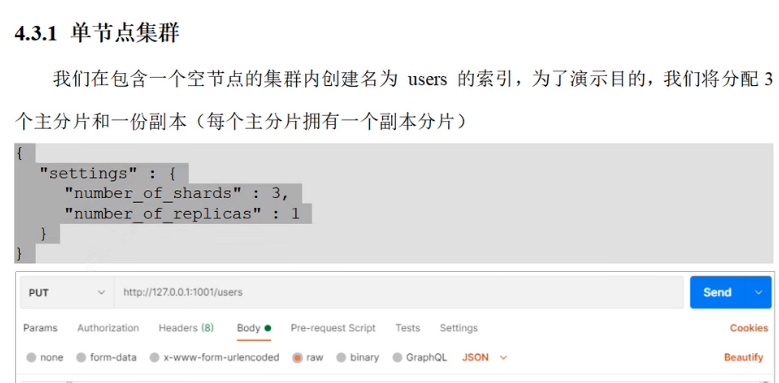 4.3.1 单节点集群
我们在包含一个空节点的集群内创建名为 users 的索引，为了演示目的，我们将分配 3
个主分片和一份副本（每个主分片拥有一个副本分片）
{
"settings" : {
"number_of_shards" : 3,
"number_of_replicas" : 1
}
}
PUT http://127.0.0.1:1001/users Send
Params Authorization Headers (8) Body Pre-request Script Tests Settings Cookies
none form-data x-www-form-urlencoded raw binary GraphQL JSON Beautify